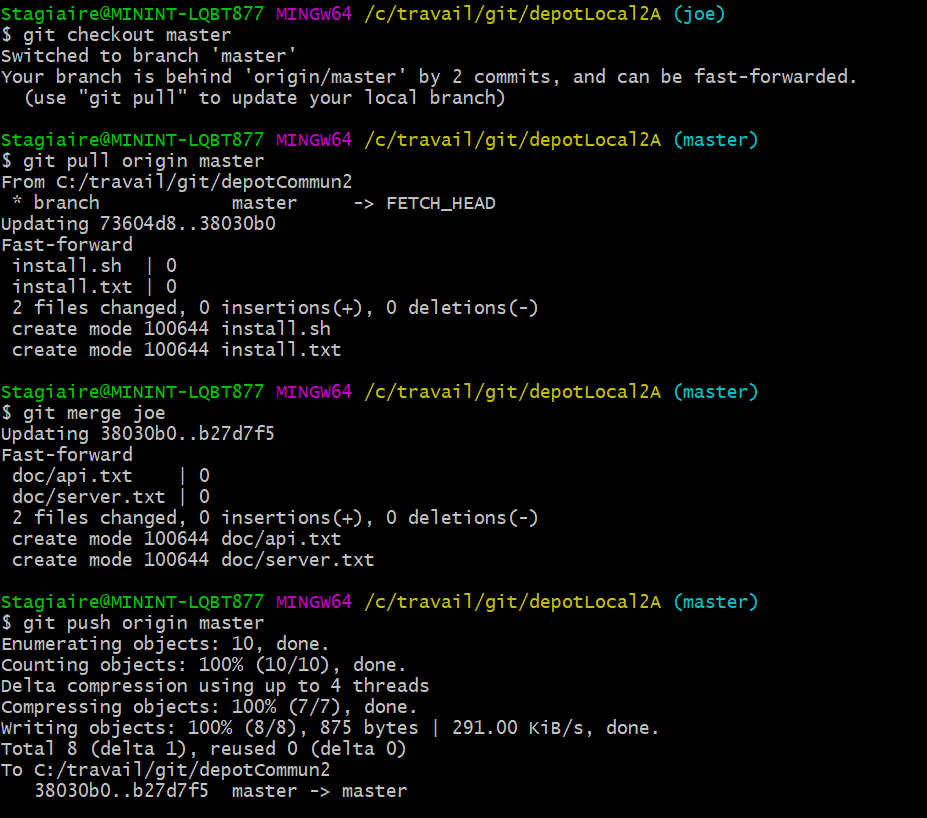 Stagiaire@MININT-LQBT877 MINGW64 /c/travail/git/depotLocal2A (joe)
$ git checkout master
Switched to branch 'master'
Your branch is behind 'origin/master' by 2 commits, and can be fast-forwarded.
  (use "git pull" to update your local branch)

Stagiaire@MININT-LQBT877 MINGW64 /c/travail/git/depotLocal2A (master)
$ git pull origin master
From C:/travail/git/depotCommun2
 * branch            master     -> FETCH_HEAD
Updating 73604d8..38030b0
Fast-forward
 install.sh  | 0
 install.txt | 0
 2 files changed, 0 insertions(+), 0 deletions(-)
 create mode 100644 install.sh
 create mode 100644 install.txt

Stagiaire@MININT-LQBT877 MINGW64 /c/travail/git/depotLocal2A (master)
$ git merge joe
Updating 38030b0..b27d7f5
Fast-forward
 doc/api.txt    | 0
 doc/server.txt | 0
 2 files changed, 0 insertions(+), 0 deletions(-)
 create mode 100644 doc/api.txt
 create mode 100644 doc/server.txt

Stagiaire@MININT-LQBT877 MINGW64 /c/travail/git/depotLocal2A (master)
$ git push origin master
Enumerating objects: 10, done.
Counting objects: 100% (10/10), done.
Delta compression using up to 4 threads
Compressing objects: 100% (7/7), done.
Writing objects: 100% (8/8), 875 bytes | 291.00 KiB/s, done.
Total 8 (delta 1), reused 0 (delta 0)
To C:/travail/git/depotCommun2
   38030b0..b27d7f5  master -> master